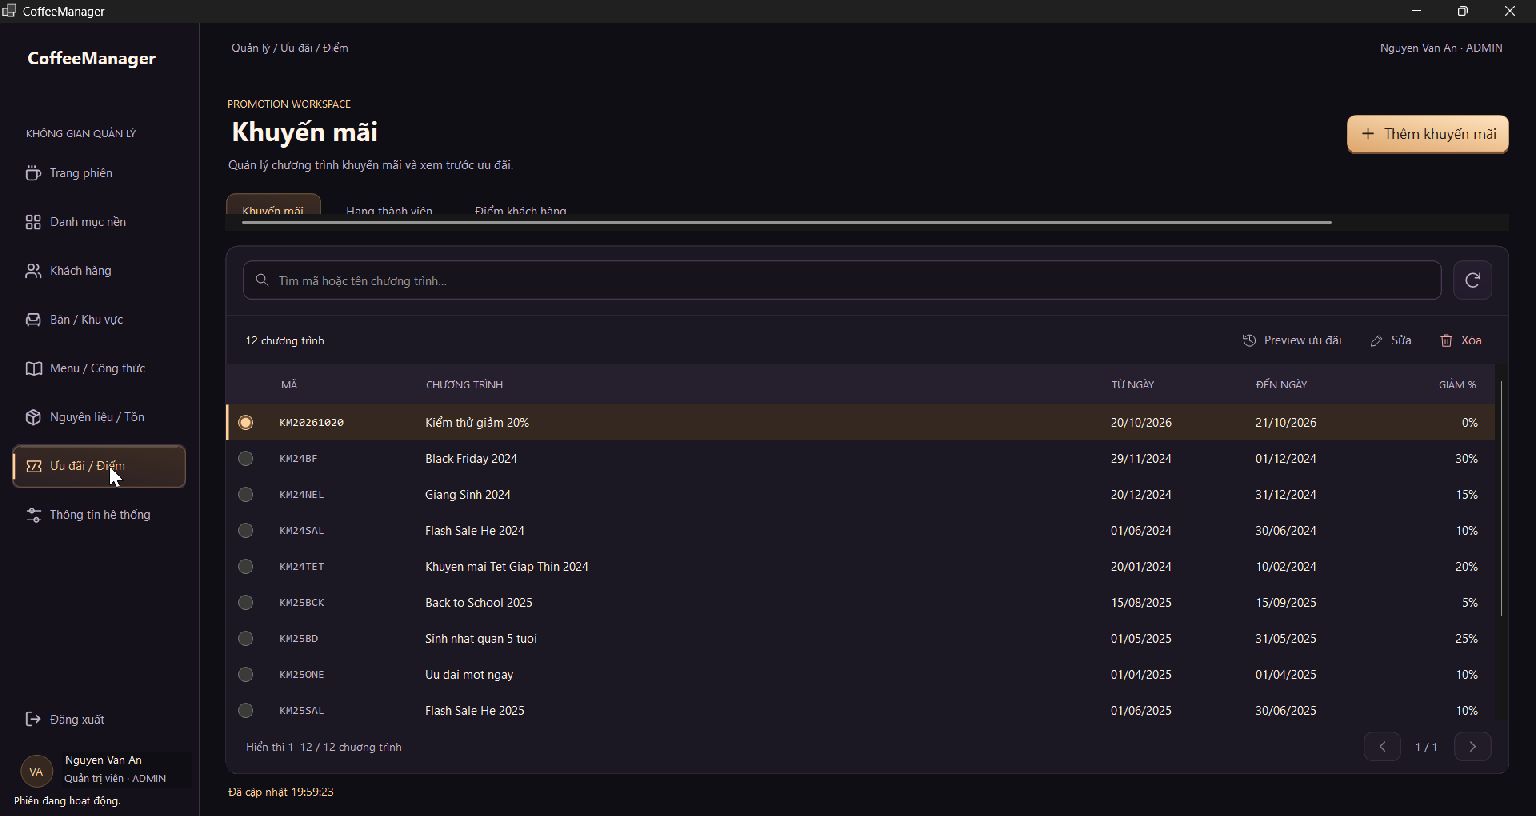 CoffeeManager
CoffeeManager
Quản lý / Ưu đãi / Điểm
Nguyen Van An · ADMIN
KHÔNG GIAN QUẢN LÝ
Trang phiên
Danh mục nền
Khách hàng
Bàn / Khu vực
Menu / Công thức
Nguyên liệu / Tồn
Ưu đãi / Điểm
Thông tin hệ thống
Đăng xuất
VA
Nguyen Van An
Quản trị viên · ADMIN
Phiên đang hoạt động.
PROMOTION WORKSPACE
Khuyến mãi
Quản lý chương trình khuyến mãi và xem trước ưu đãi.
+ Thêm khuyến mãi
Khuyến mãi Hạng thành viên Điểm khách hàng
Tìm mã hoặc tên chương trình...
12 chương trình
Preview ưu đãi Sửa Xóa
MÃ CHƯƠNG TRÌNH TỪ NGÀY ĐẾN NGÀY GIẢM %
KM20261020 Kiểm thử giảm 20% 20/10/2026 21/10/2026 0%
KM24BF Black Friday 2024 29/11/2024 01/12/2024 30%
KM24NEL Giang Sinh 2024 20/12/2024 31/12/2024 15%
KM24SAL Flash Sale He 2024 01/06/2024 30/06/2024 10%
KM24TET Khuyen mai Tet Giap Thin 2024 20/01/2024 10/02/2024 20%
KM25BCK Back to School 2025 15/08/2025 15/09/2025 5%
KM25BD Sinh nhat quan 5 tuoi 01/05/2025 31/05/2025 25%
KM25ONE Uu dai mot ngay 01/04/2025 01/04/2025 10%
KM25SAL Flash Sale He 2025 01/06/2025 30/06/2025 10%
Hiển thị 1–12 / 12 chương trình
1 / 1
Đã cập nhật 19:59:23